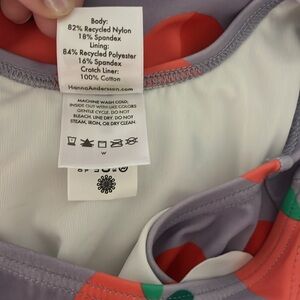 Body:
82% Recycled Nylon
18% Spandex
Lining:
84% Recycled Polyester
16% Spandex
Crotch Liner:
100% Cotton
HannaAndersson.com
MACHINE WASH COLD,
INSIDE OUT WITH LIKE COLORS
GENTLE CYCLE. DO NOT
BLEACH. LINE DRY. DO NOT
STEAM, IRON, OR DRY CLEAN.
W